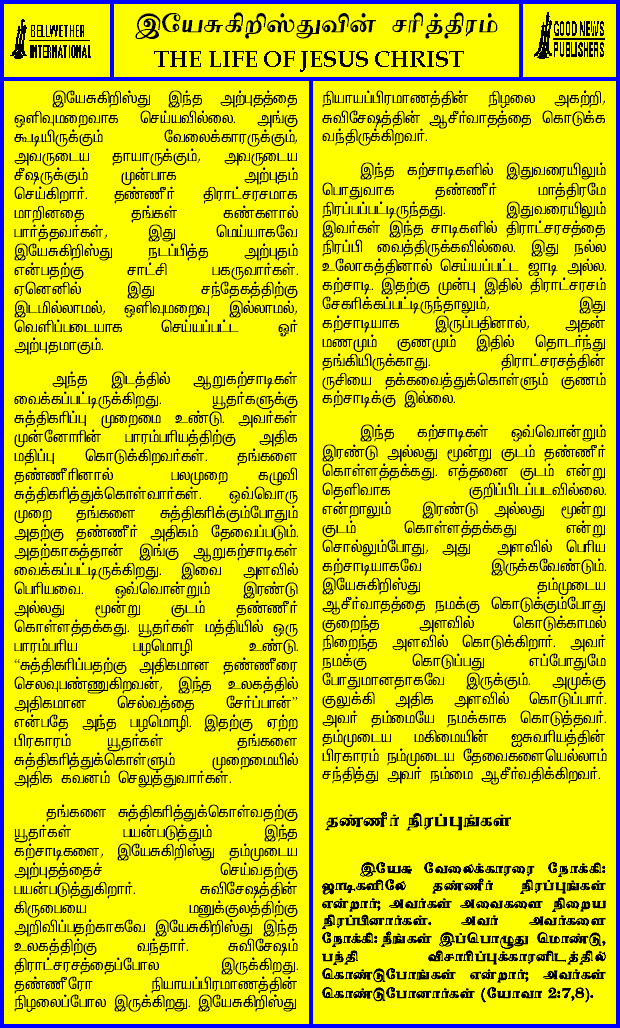 BELLWETHER
INTERNATIONAL
இயேசுகிறிஸ்துவின் சரித்திரம்
THE LIFE OF JESUS CHRIST
GOOD NEWS
PUBLISHERS
இயேசுகிறிஸ்து இந்த அற்புதத்தை
ஒளிவுமறைவாக செய்யவில்லை. அங்கு
கூடியிருக்கும் வேலைக்காரருக்கும்,
அவருடைய தாயாருக்கும், அவருடைய
சீஷருக்கும் முன்பாக அற்புதம்
செய்கிறார். தண்ணீர் திராட்சரசமாக
மாறினதை தங்கள் கண்களால்
பார்த்தவர்கள், இது மெய்யாகவே
இயேசுகிறிஸ்து நடப்பித்த அற்புதம்
என்பதற்கு சாட்சி பகருவார்கள்.
ஏனெனில் இது சந்தேகத்திற்கு
இடமில்லாமல், ஒளிவுமறைவு இல்லாமல்,
வெளிப்படையாக செய்யப்பட்ட ஓர்
அற்புதமாகும்.
அந்த இடத்தில் ஆறுகற்சாடிகள்
வைக்கப்பட்டிருக்கிறது. யூதர்களுக்கு
சுத்திகரிப்பு முறைமை உண்டு. அவர்கள்
முன்னோரின் பாரம்பரியத்திற்கு அதிக
மதிப்பு கொடுக்கிறவர்கள். தங்களை
தண்ணீரினால் பலமுறை கழுவி
சுத்திகரித்துக்கொள்வார்கள். ஒவ்வொரு
முறை தங்களை சுத்திகரிக்கும்போதும்
அதற்கு தண்ணீர் அதிகம் தேவைப்படும்.
அதற்காகத்தான் இங்கு ஆறுகற்சாடிகள்
வைக்கப்பட்டிருக்கிறது. இவை அளவில்
பெரியவை. ஒவ்வொன்றும் இரண்டு
அல்லது மூன்று குடம் தண்ணீர்
கொள்ளத்தக்கது. யூதர்கள் மத்தியில் ஒரு
பாரம்பரிய பழமொழி உண்டு.
“சுத்திகரிப்பதற்கு அதிகமான தண்ணீரை
செலவுபண்ணுகிறவன், இந்த உலகத்தில்
அதிகமான செல்வத்தை சேர்ப்பான்”
என்பதே அந்த பழமொழி. இதற்கு ஏற்ற
பிரகாரம் யூதர்கள் தங்களை
சுத்திகரித்துக்கொள்ளும் முறைமையில்
அதிக கவனம் செலுத்துவார்கள்.
தங்களை சுத்திகரித்துக்கொள்வதற்கு
யூதர்கள் பயன்படுத்தும் இந்த
கற்சாடிகளை, இயேசுகிறிஸ்து தம்முடைய
அற்புதத்தைச் செய்வதற்கு
பயன்படுத்துகிறார். சுவிசேஷத்தின்
கிருபையை மனுக்குலத்திற்கு
அறிவிப்பதற்காகவே இயேசுகிறிஸ்து இந்த
உலகத்திற்கு வந்தார். சுவிசேஷம்
திராட்சரசத்தைப்போல இருக்கிறது.
தண்ணீரோ நியாயப்பிரமாணத்தின்
நிழலைப்போல இருக்கிறது. இயேசுகிறிஸ்து
நியாயப்பிரமாணத்தின் நிழலை அகற்றி,
சுவிசேஷத்தின் ஆசீர்வாதத்தை கொடுக்க
வந்திருக்கிறவர்.
இந்த கற்சாடிகளில் இதுவரையிலும்
பொதுவாக தண்ணீர் மாத்திரமே
நிரப்பப்பட்டிருந்தது. இதுவரையிலும்
இவர்கள் இந்த சாடிகளில் திராட்சரசத்தை
நிரப்பி வைத்திருக்கவில்லை. இது நல்ல
உலோகத்தினால் செய்யப்பட்ட ஜாடி அல்ல.
கற்சாடி. இதற்கு முன்பு இதில் திராட்சரசம்
சேகரிக்கப்பட்டிருந்தாலும், இது
கற்சாடியாக இருப்பதினால், அதன்
மணமும் குணமும் இதில் தொடர்ந்து
தங்கியிருக்காது. திராட்சரசத்தின்
ருசியை தக்கவைத்துக்கொள்ளும் குணம்
கற்சாடிக்கு இல்லை.
இந்த கற்சாடிகள் ஒவ்வொன்றும்
இரண்டு அல்லது மூன்று குடம் தண்ணீர்
கொள்ளத்தக்கது. எத்தனை குடம் என்று
தெளிவாக குறிப்பிடப்படவில்லை.
என்றாலும் இரண்டு அல்லது மூன்று
குடம் கொள்ளத்தக்கது என்று
சொல்லும்போது, அது அளவில் பெரிய
கற்சாடியாகவே இருக்கவேண்டும்.
இயேசுகிறிஸ்து தம்முடைய
ஆசீர்வாதத்தை நமக்கு கொடுக்கும்போது
குறைந்த அளவில் கொடுக்காமல்
நிறைந்த அளவில் கொடுக்கிறார். அவர்
நமக்கு கொடுப்பது எப்போதுமே
போதுமானதாகவே இருக்கும். அமுக்கு
குலுக்கி அதிக அளவில் கொடுப்பார்.
அவர் தம்மையே நமக்காக கொடுத்தவர்.
தம்முடைய மகிமையின் ஐசுவரியத்தின்
பிரகாரம் நம்முடைய தேவைகளையெல்லாம்
சந்தித்து அவர் நம்மை ஆசீர்வதிக்கிறவர்.
தண்ணீர் நிரப்புங்கள்
இயேசு வேலைக்காரரை நோக்கி:
ஜாடிகளிலே தண்ணீர் நிரப்புங்கள்
என்றார்; அவர்கள் அவைகளை நிறைய
நிரப்பினார்கள். அவர் அவர்களை
நோக்கி: நீங்கள் இப்பொழுது மொண்டு,
பந்தி விசாரிப்புக்காரனிடத்தில்
கொண்டுபோங்கள் என்றார்; அவர்கள்
கொண்டுபோனார்கள் (யோவா 2:7,8).